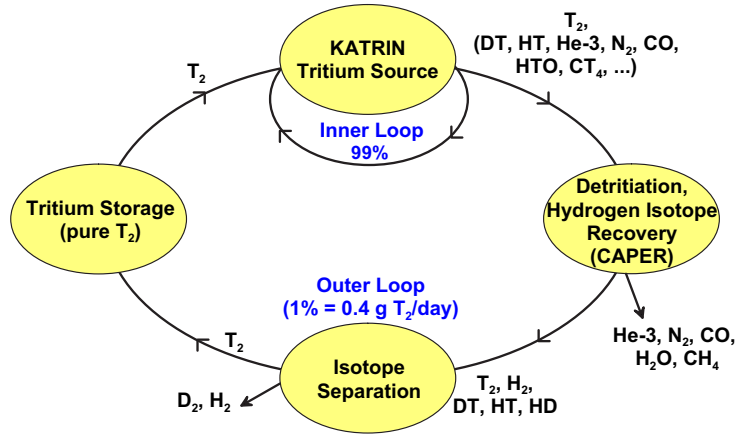 KATRIN
Tritium Source
T₂,
(DT, HT, He-3, N₂, CO,
HTO, CT₄, ...)
T₂
Inner Loop
99%
Tritium Storage
(pure T₂)
Detritiation,
Hydrogen Isotope
Recovery
(CAPER)
Outer Loop
(1% = 0.4 g T₂/day)
He-3, N₂, CO,
H₂O, CH₄
T₂
Isotope
Separation
T₂, H₂,
DT, HT, HD
D₂, H₂